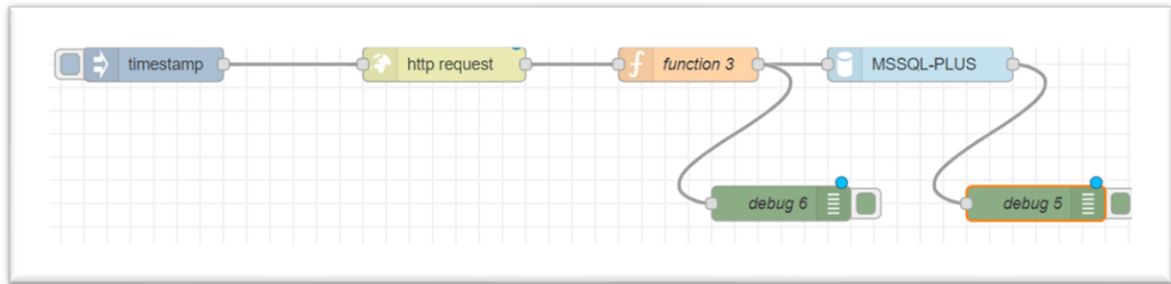 timestamp
http request
function 3
MSSQL-PLUS
debug 6
debug 5